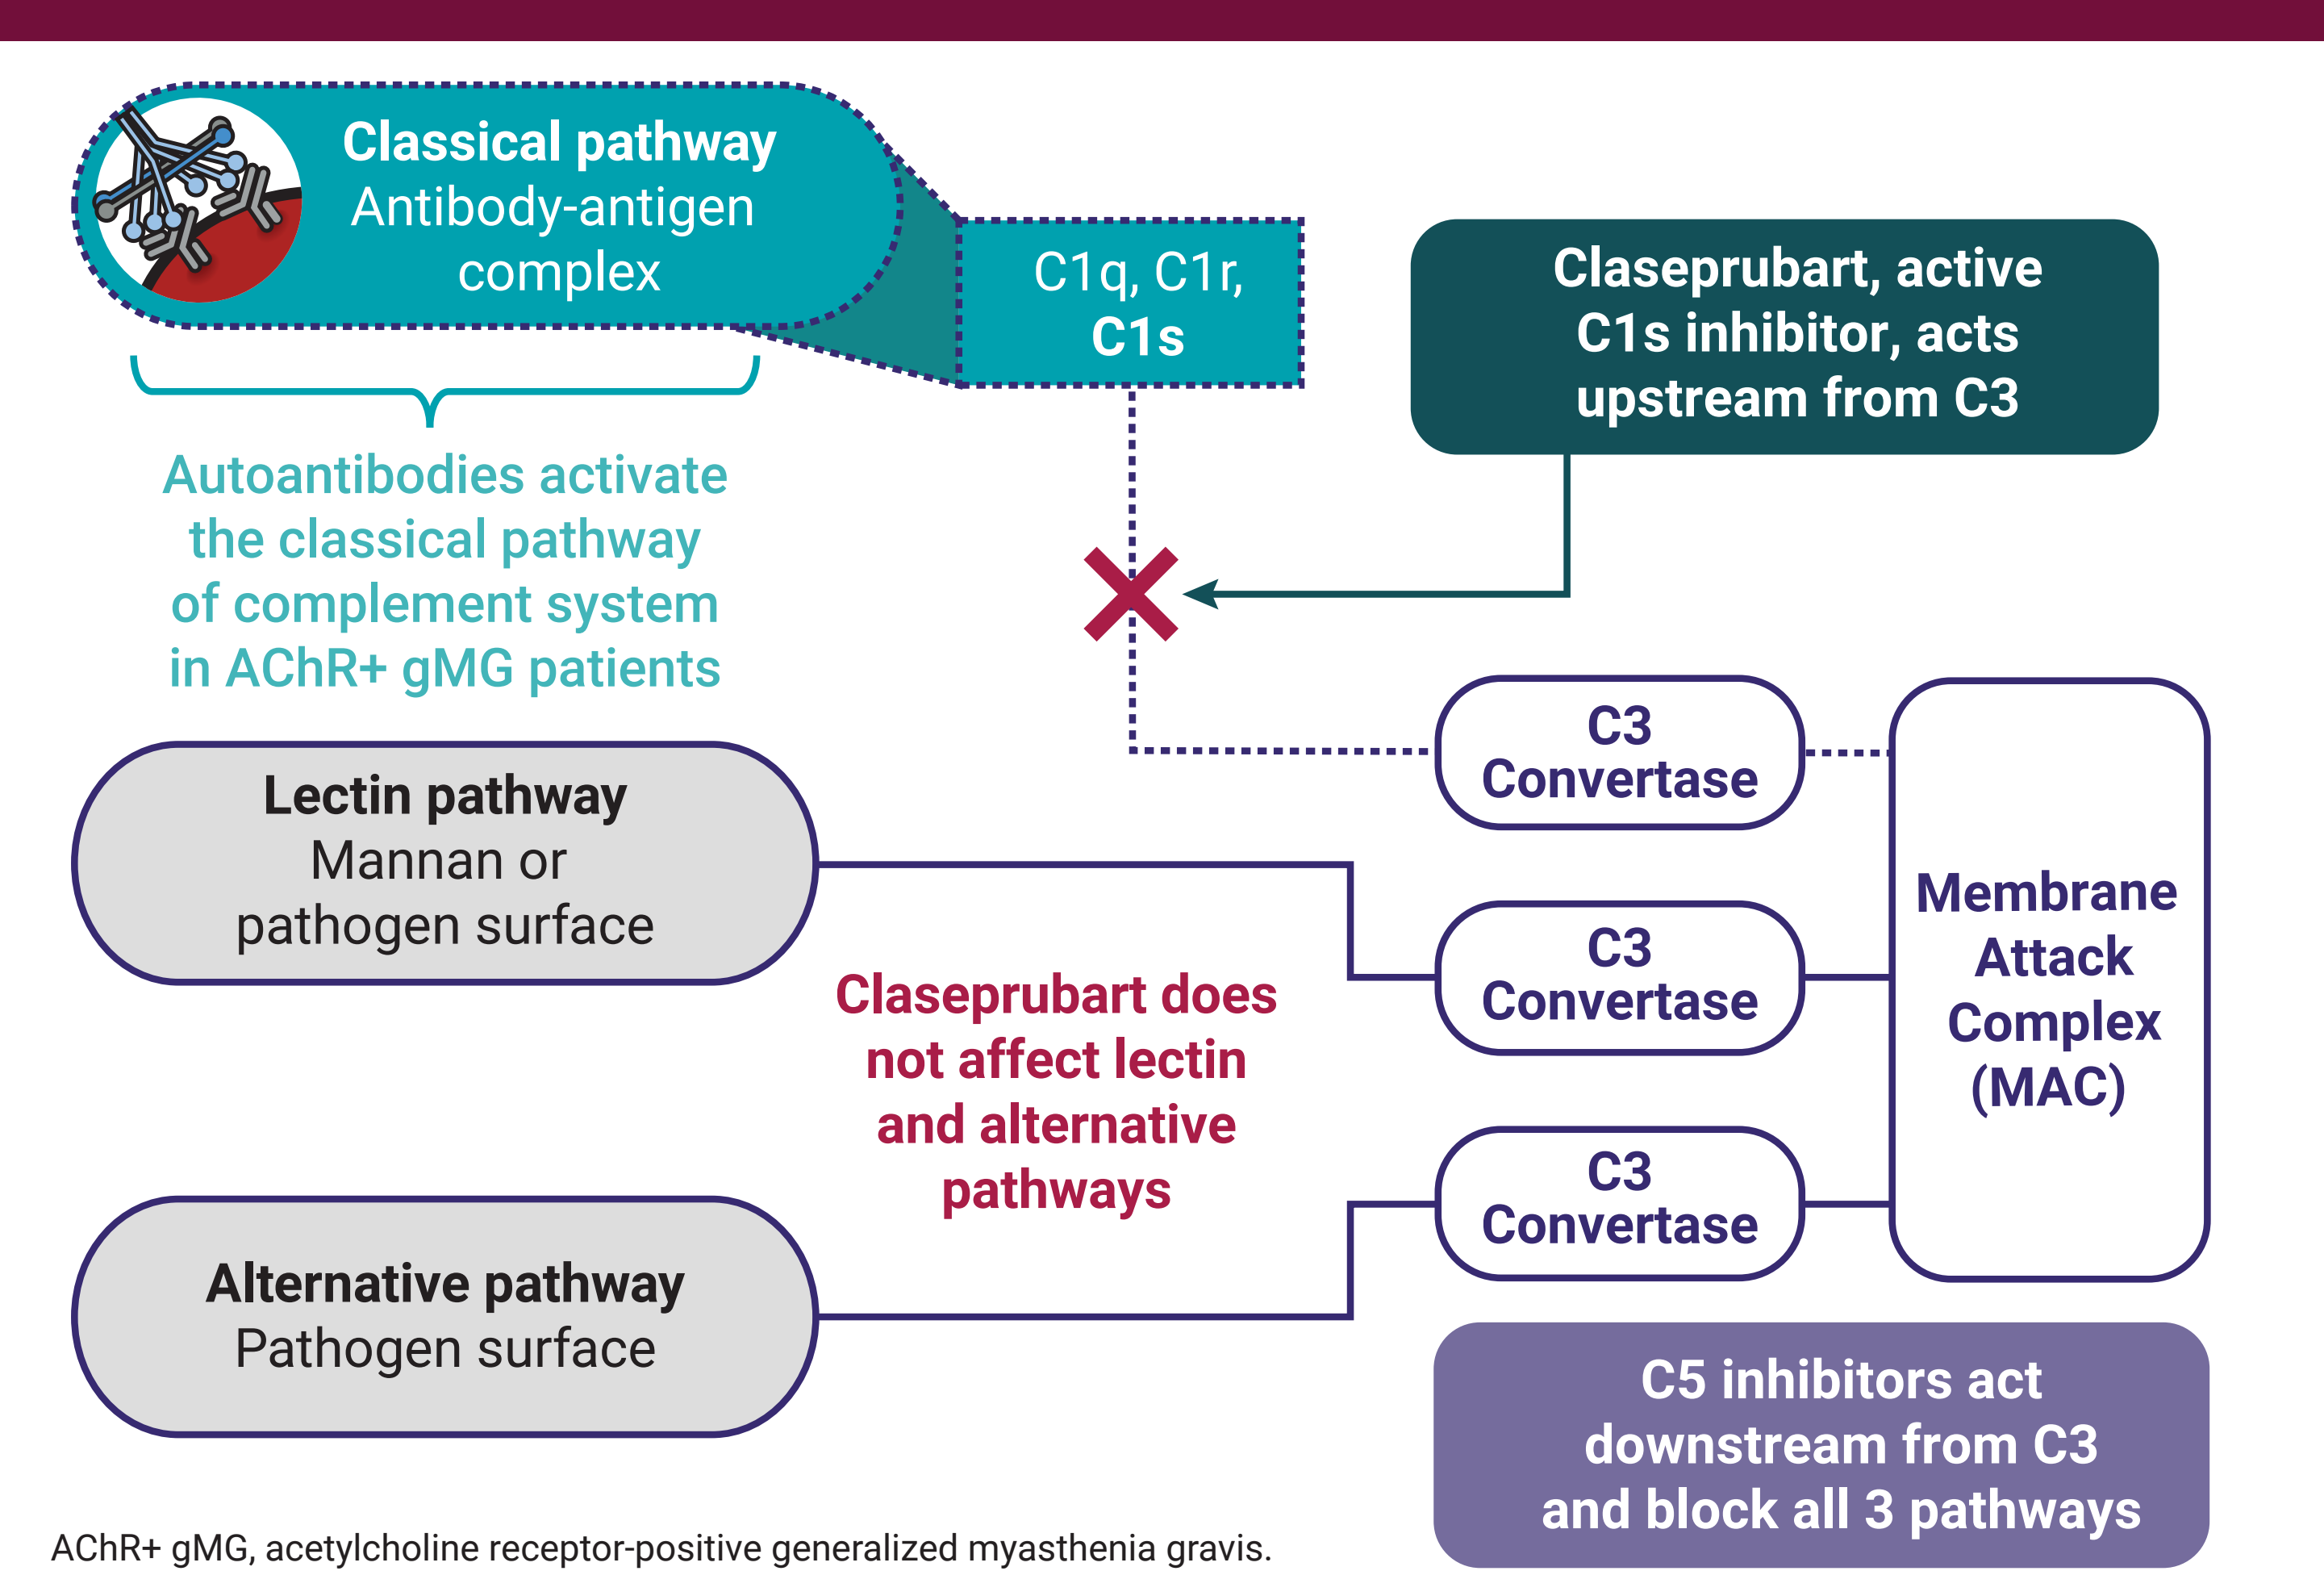 Classical pathway
Antibody-antigen
complex
C1q, C1r,
C1s
Claseprubart, active
C1s inhibitor, acts
upstream from C3
Autoantibodies activate
the classical pathway
of complement system
in AChR+ gMG patients
C3
Convertase
Lectin pathway
Mannan or
pathogen surface
Claseprubart does
not affect lectin
and alternative
pathways
C3
Convertase
Membrane
Attack
Complex
(MAC)
C3
Convertase
Alternative pathway
Pathogen surface
C5 inhibitors act
downstream from C3
and block all 3 pathways
AChR+ gMG, acetylcholine receptor-positive generalized myasthenia gravis.